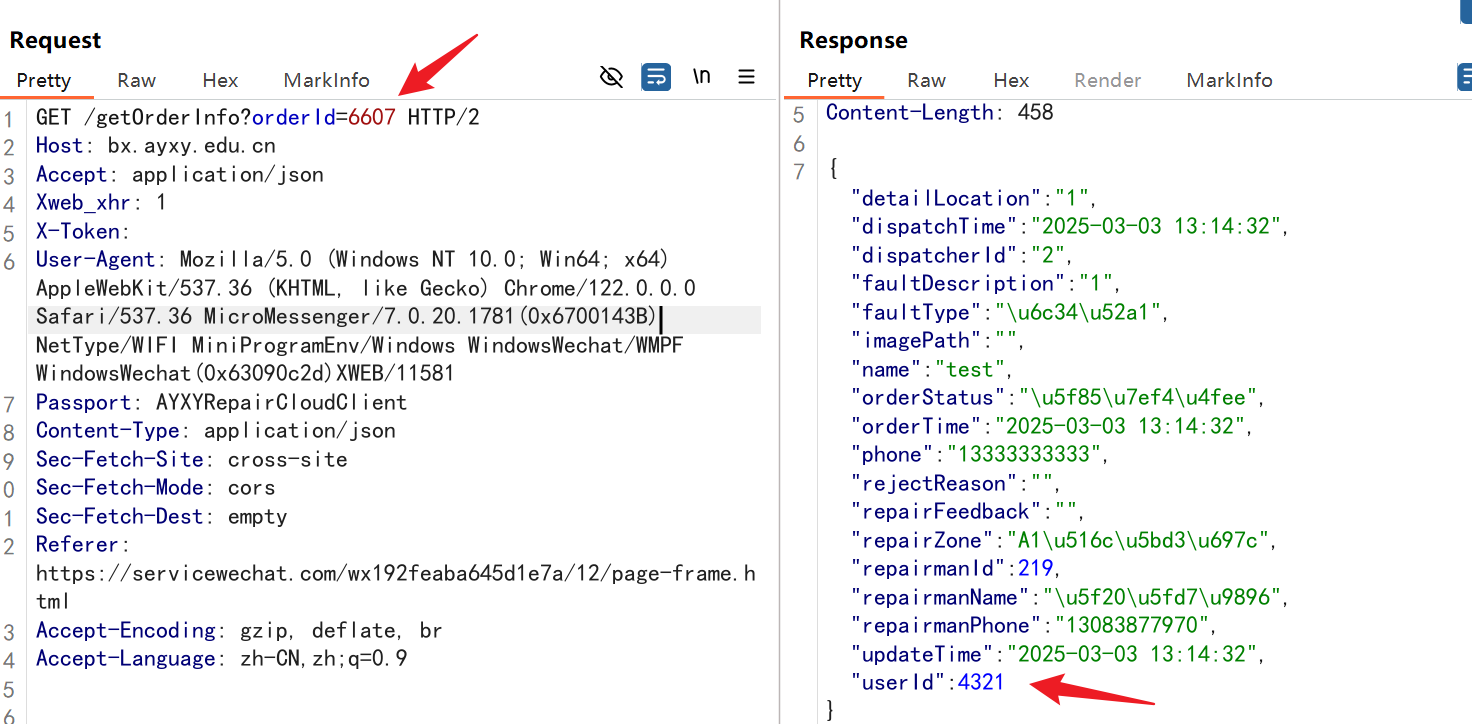 Request
Pretty Raw Hex MarkInfo \n
1 GET /getOrderInfo?orderId=6607 HTTP/2
2 Host: bx.ayxy.edu.cn
3 Accept: application/json
4 Xweb_xhr: 1
5 X-Token:
6 User-Agent: Mozilla/5.0 (Windows NT 10.0; Win64; x64)
AppleWebKit/537.36 (KHTML, like Gecko) Chrome/122.0.0.0
Safari/537.36 MicroMessenger/7.0.20.1781(0x6700143B)
NetType/WIFI MiniProgramEnv/Windows WindowsWechat/WMPF
WindowsWechat(0x63090c2d)XWEB/11581
7 Passport: AYXYRepairCloudClient
8 Content-Type: application/json
9 Sec-Fetch-Site: cross-site
0 Sec-Fetch-Mode: cors
1 Sec-Fetch-Dest: empty
2 Referer:
https://servicewechat.com/wx192feaba645d1e7a/12/page-frame.h
tml
3 Accept-Encoding: gzip, deflate, br
4 Accept-Language: zh-CN,zh;q=0.9
5
6
Response
Pretty Raw Hex Render MarkInfo
5 Content-Length: 458
6
7 {
"detailLocation":"1",
"dispatchTime":"2025-03-03 13:14:32",
"dispatcherId":"2",
"faultDescription":"1",
"faultType":"\u6c34\u52a1",
"imagePath":"",
"name":"test",
"orderStatus":"\u5f85\u7ef4\u4fee",
"orderTime":"2025-03-03 13:14:32",
"phone":"13333333333",
"rejectReason":"",
"repairFeedback":"",
"repairZone":"A1\u516c\u5bd3\u697c",
"repairmanId":219,
"repairmanName":"\u5f20\u5fd7\u9896",
"repairmanPhone":"13083877970",
"updateTime":"2025-03-03 13:14:32",
"userId":4321
}